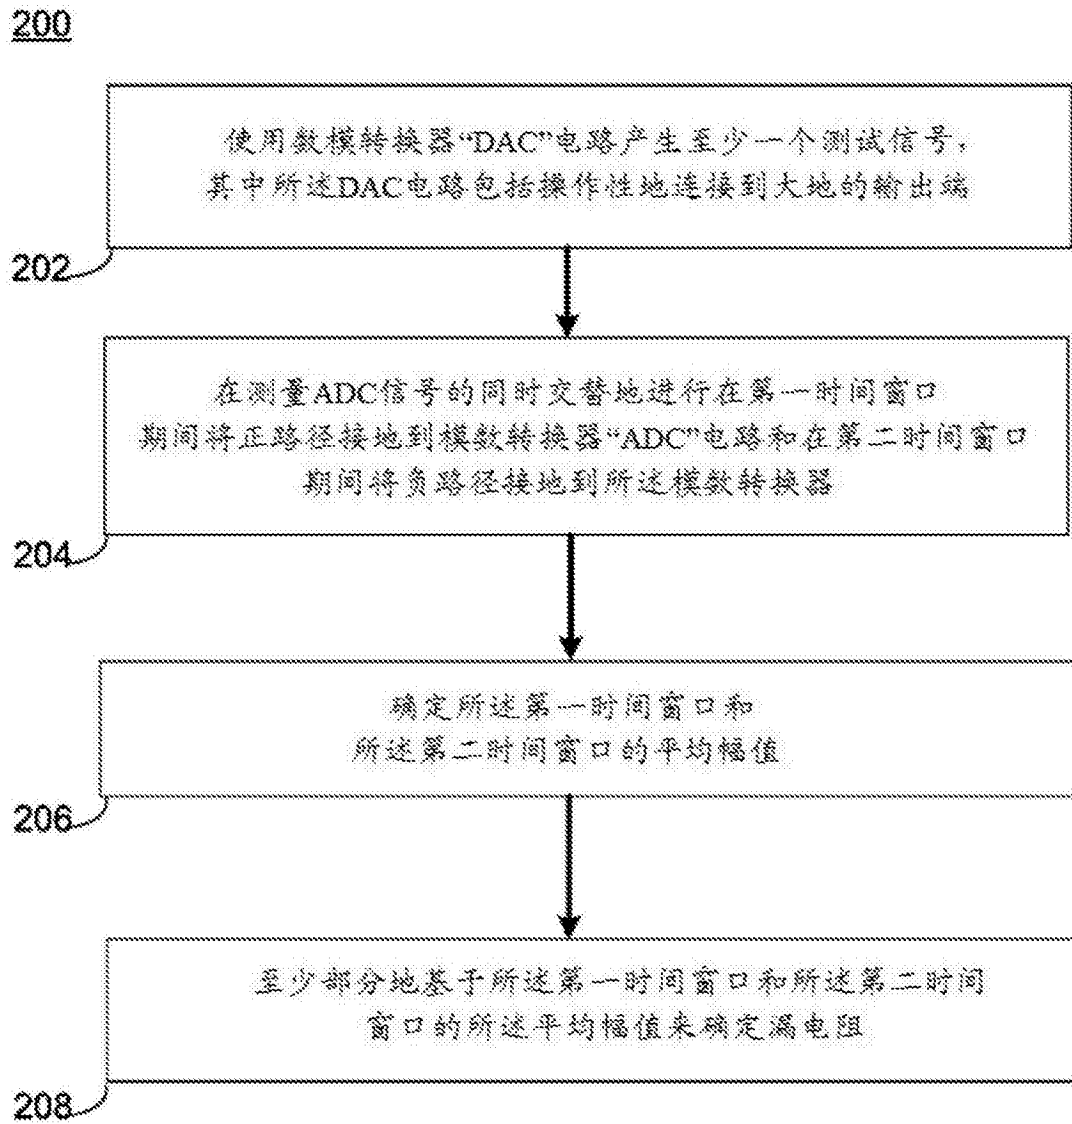 200
使用数模转换器“DAC”电路产生至少一个测试信号，
其中所述DAC电路包括操作性地连接到大地的输出端
202
在测量ADC信号的同时交替地进行在第一时间窗口
期间将正路径接地到模数转换器“ADC”电路和在第二时间窗口
期间将负路径接地到所述模数转换器
204
确定所述第一时间窗口和
所述第二时间窗口的平均幅值
206
至少部分地基于所述第一时间窗口和所述第二时间
窗口的所述平均幅值来确定漏电阻
208